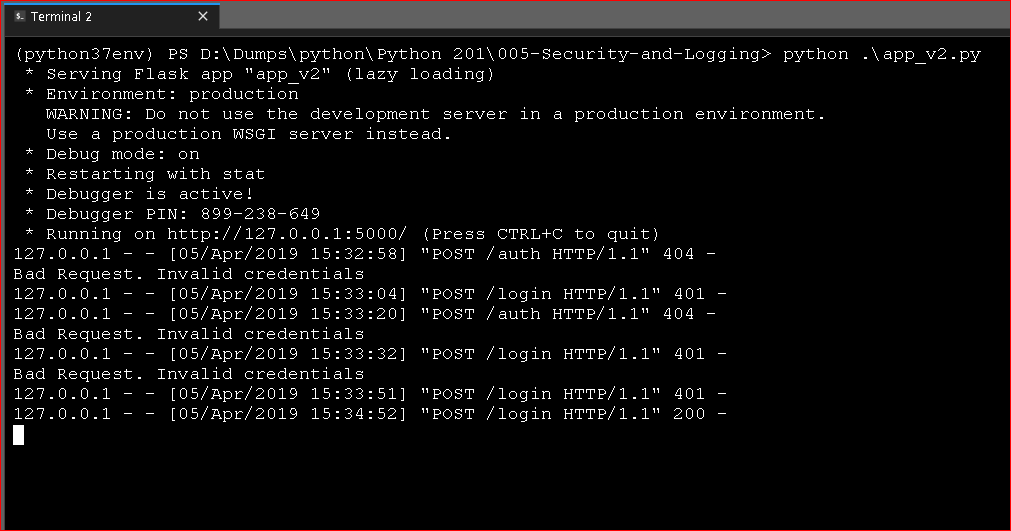 Terminal 2
(python37env) PS D:\Dumps\python\Python 201\005-Security-and-Logging> python .\app_v2.py
* Serving Flask app "app_v2" (lazy loading)
* Environment: production
WARNING: Do not use the development server in a production environment.
Use a production WSGI server instead.
* Debug mode: on
* Restarting with stat
* Debugger is active!
* Debugger PIN: 899-238-649
* Running on http://127.0.0.1:5000/ (Press CTRL+C to quit)
127.0.0.1 - - [05/Apr/2019 15:32:58] "POST /auth HTTP/1.1" 404 -
Bad Request. Invalid credentials
127.0.0.1 - - [05/Apr/2019 15:33:04] "POST /login HTTP/1.1" 401 -
127.0.0.1 - - [05/Apr/2019 15:33:20] "POST /auth HTTP/1.1" 404 -
Bad Request. Invalid credentials
127.0.0.1 - - [05/Apr/2019 15:33:32] "POST /login HTTP/1.1" 401 -
Bad Request. Invalid credentials
127.0.0.1 - - [05/Apr/2019 15:33:51] "POST /login HTTP/1.1" 401 -
127.0.0.1 - - [05/Apr/2019 15:34:52] "POST /login HTTP/1.1" 200 -